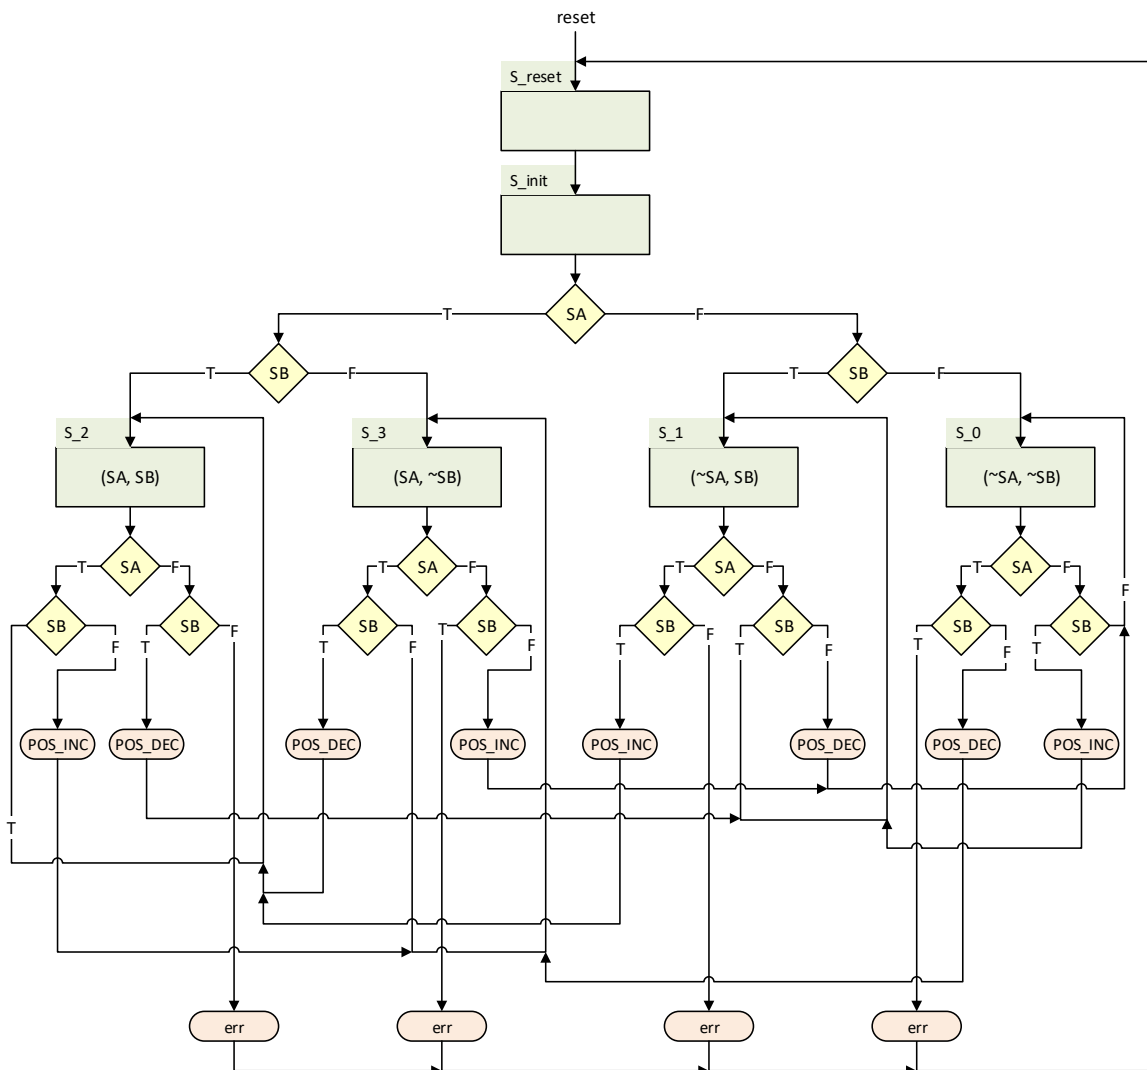 reset
S_reset
S_init
SA
T
F
SB
T
F
SB
T
F
S_2
(SA, SB)
S_3
(SA, ~SB)
S_1
(~SA, SB)
S_0
(~SA, ~SB)
SA
T
F
SA
T
F
SA
T
F
SA
T
F
SB
SB
SB
SB
SB
SB
SB
SB
T
F
T
F
T
F
T
F
T
F
T
F
T
F
T
F
POS_INC
POS_DEC
POS_DEC
POS_INC
POS_INC
POS_DEC
POS_DEC
POS_INC
err
err
err
err